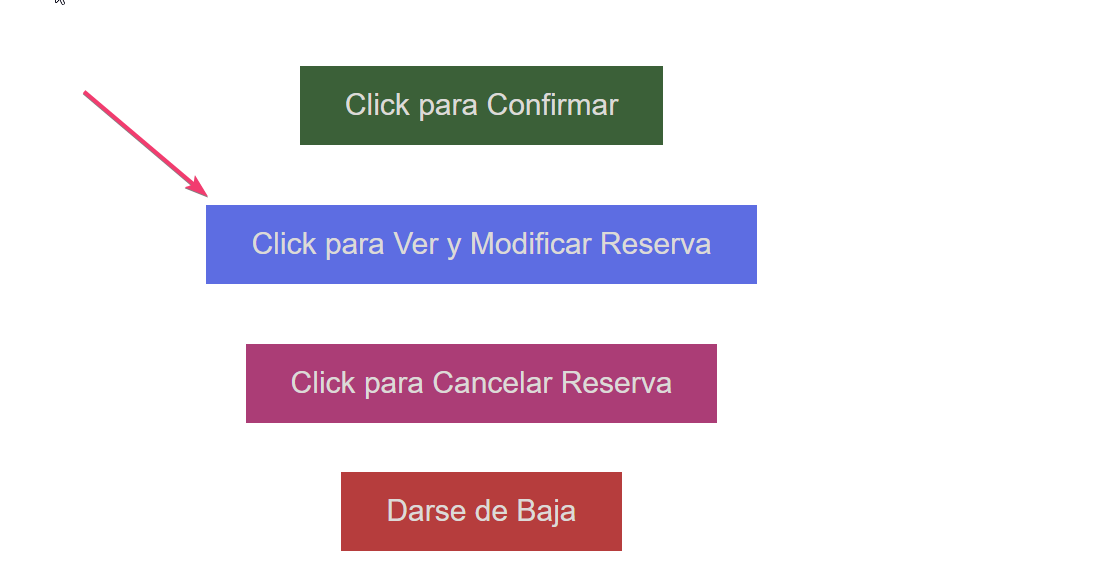 Click para Confirmar
Click para Ver y Modificar Reserva
Click para Cancelar Reserva
Darse de Baja